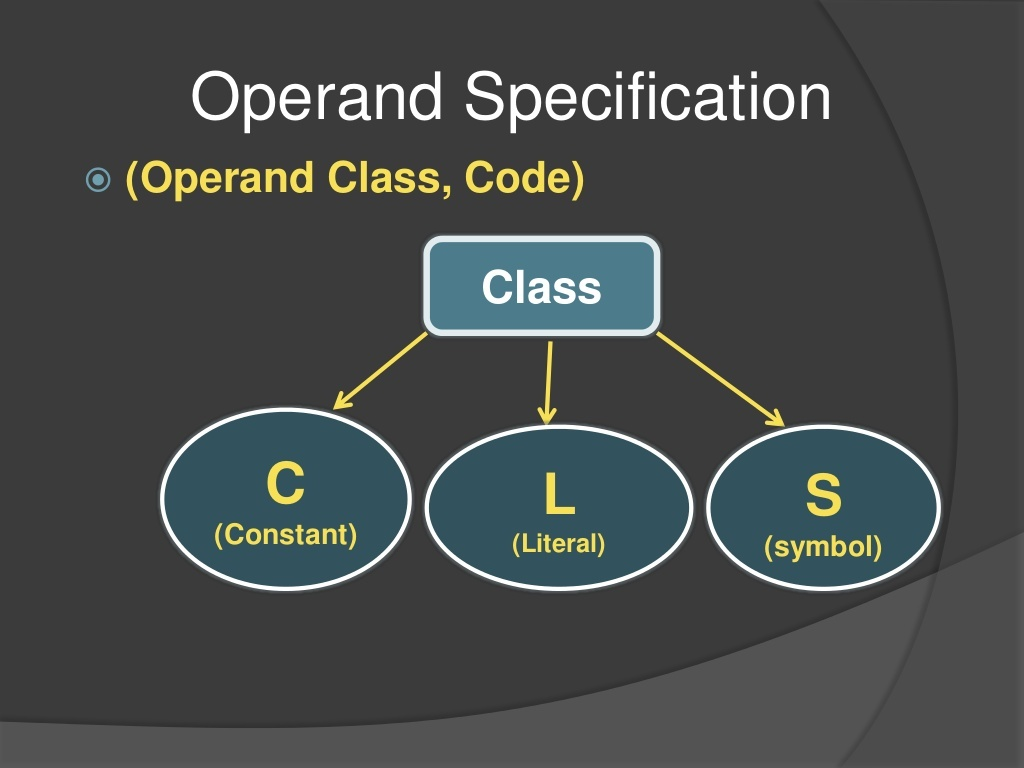 Operand Specification
(Operand Class, Code)
Class
C
(Constant)
L
(Literal)
S
(symbol)